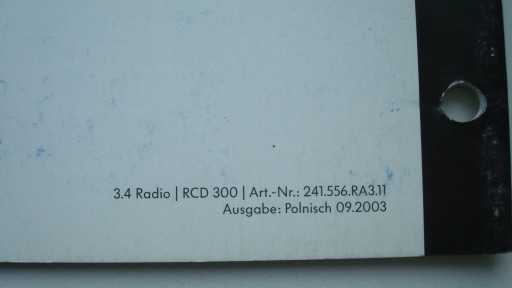 3.4 Radio | RCD 300 | Art.-Nr.: 241.556.RA3.11
Ausgabe: Polnisch 09.2003